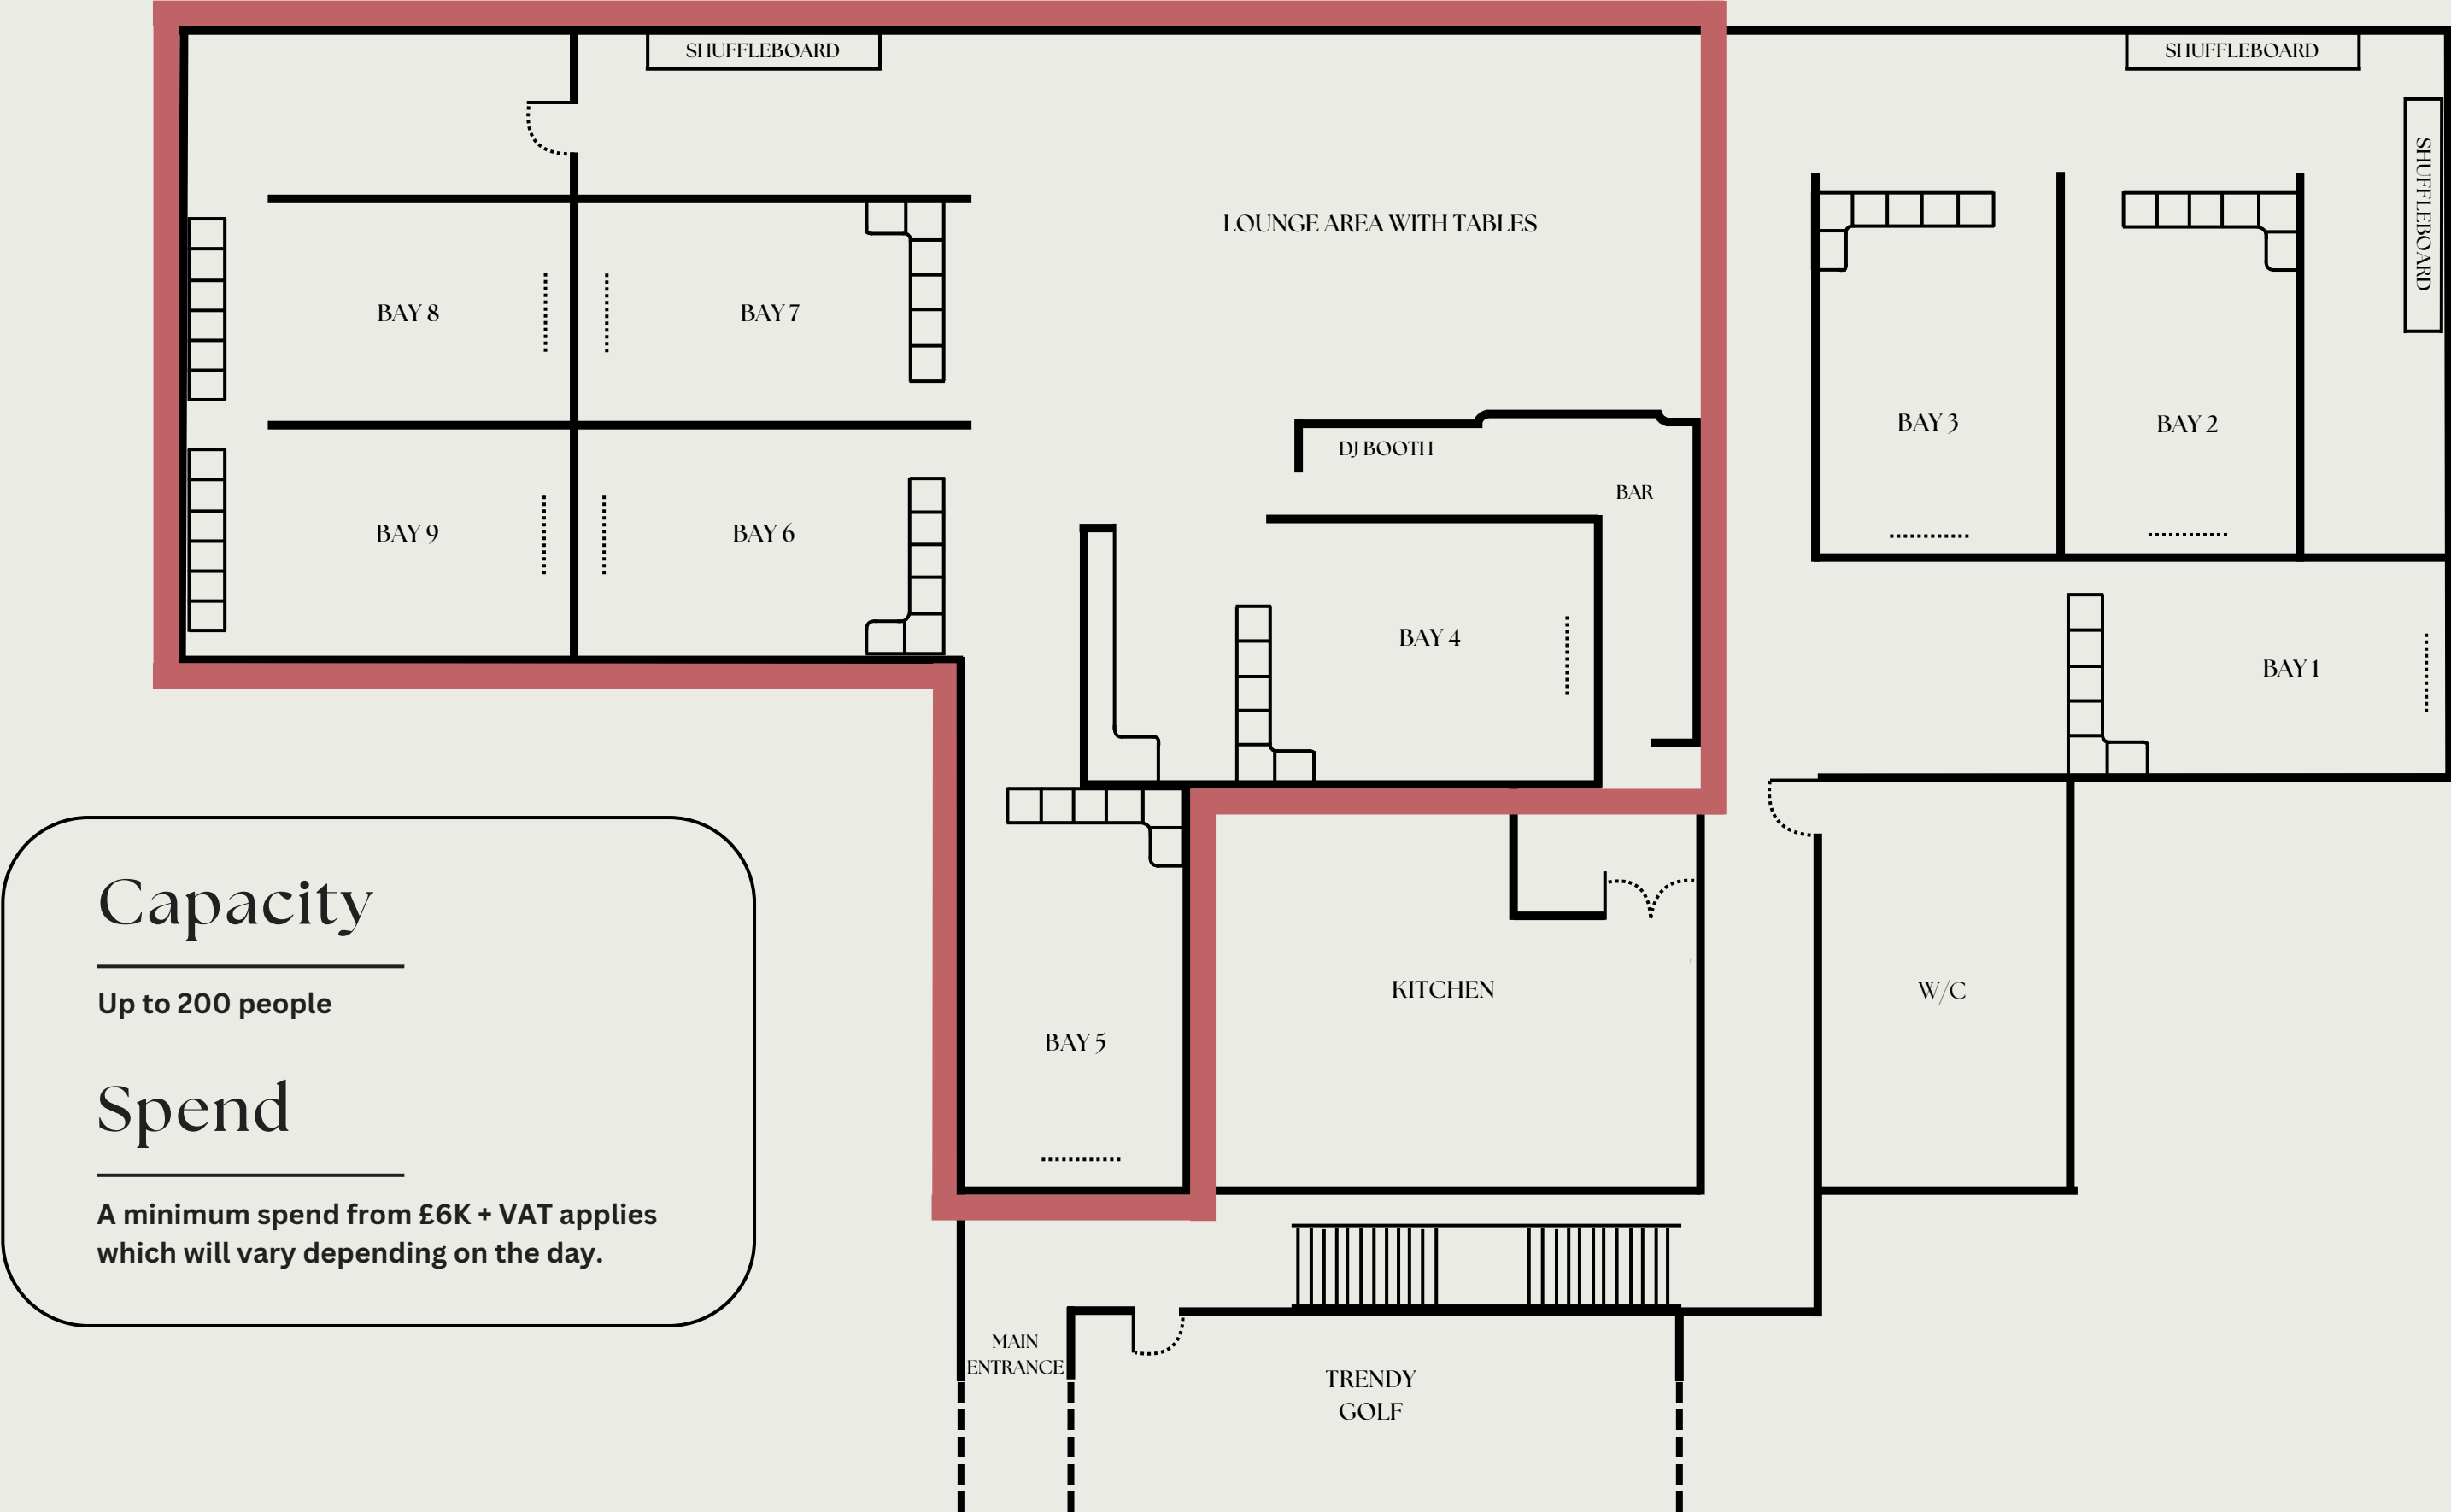 SHUFFLEBOARD
SHUFFLEBOARD
SHUFFLEBOARD
LOUNGE AREA WITH TABLES
BAY 8
BAY 7
BAY 3
BAY 2
DJ BOOTH
BAR
BAY 9
BAY 6
BAY 4
BAY 1
Capacity
Up to 200 people
KITCHEN
W/C
BAY 5
Spend
A minimum spend from £6K + VAT applies
which will vary depending on the day.
MAIN
ENTRANCE
TRENDY
GOLF